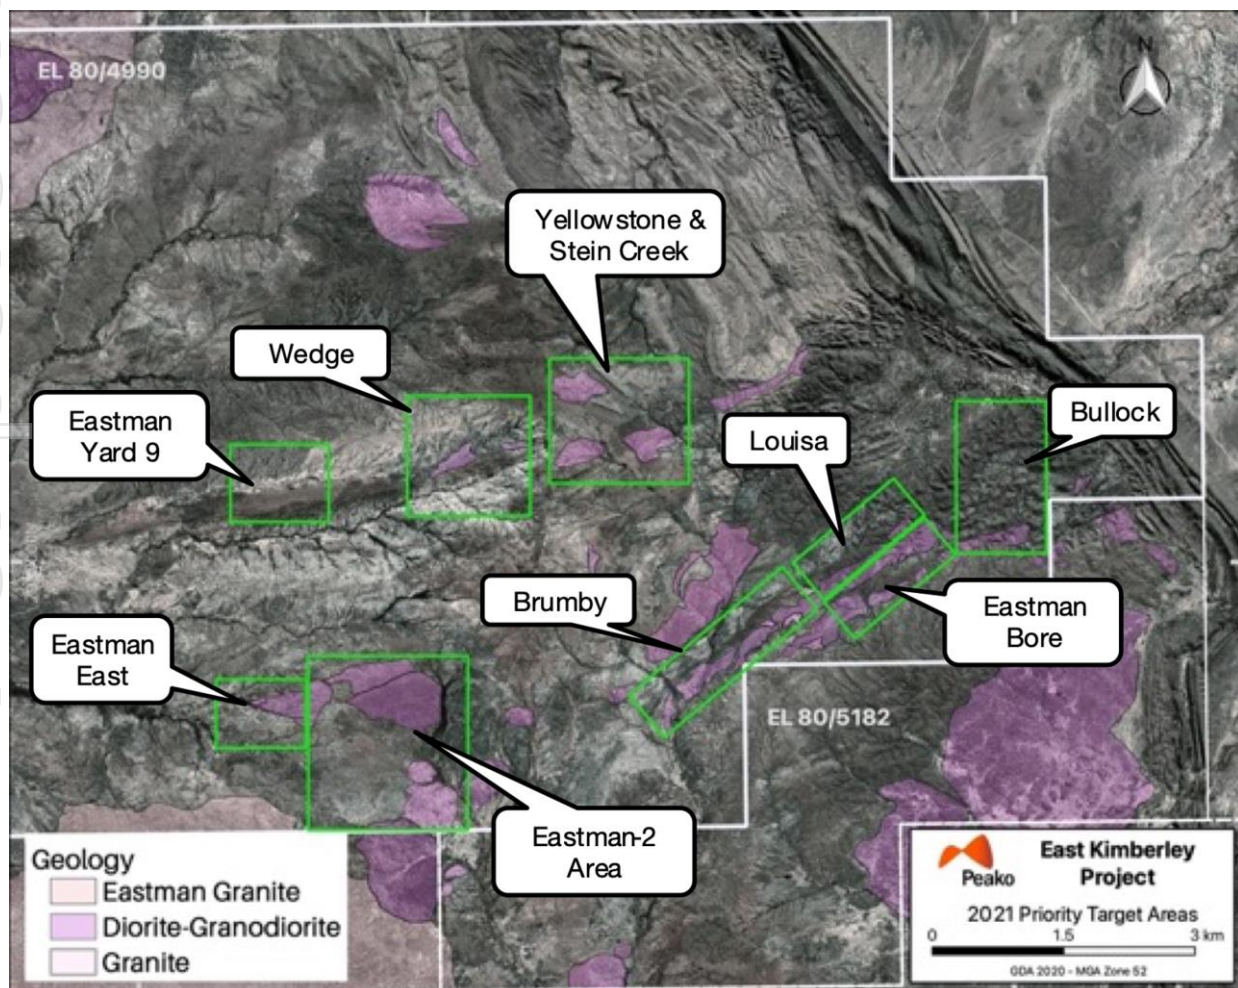 EL 80/4990
N
Yellowstone &
Stein Creek
Wedge
Eastman
Yard 9
Bullock
Louisa
Brumby
Eastman
Bore
Eastman
East
EL 80/5182
Eastman-2
Area
Geology
Eastman Granite
Diorite-Granodiorite
Granite
Peako
East Kimberley
Project
2021 Priority Target Areas
0 1.5 3 km
GDA 2020 - MGA Zone 52